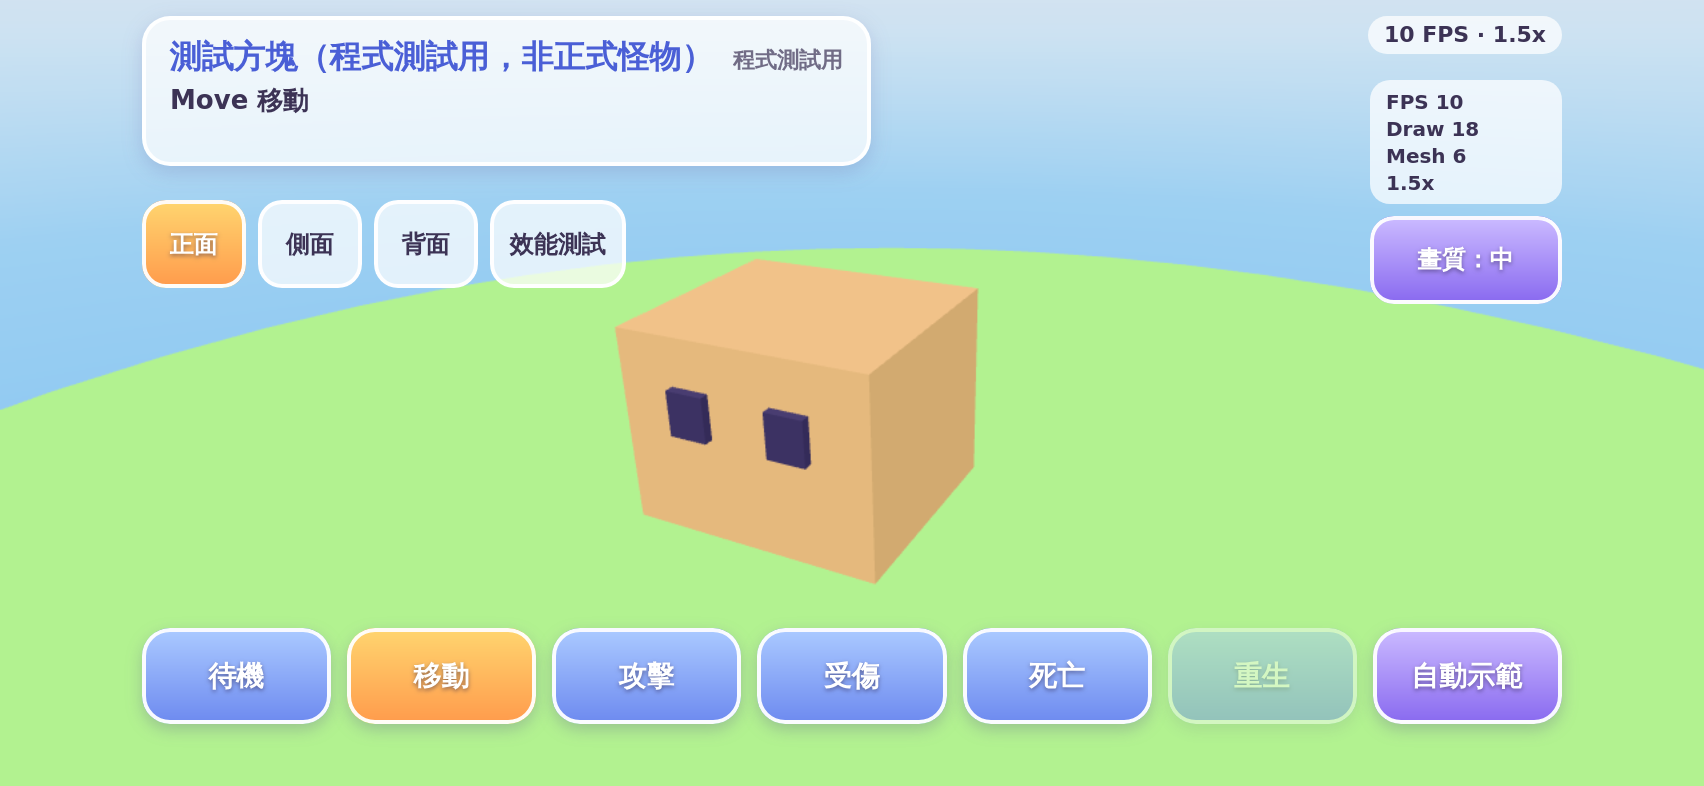 測試方塊（程式測試用，非正式怪物） 程式測試用
Move 移動
10 FPS · 1.5x
FPS 10
Draw 18
Mesh 6
1.5x
正面 側面 背面 效能測試
畫質：中
待機 移動 攻擊 受傷 死亡 重生 自動示範